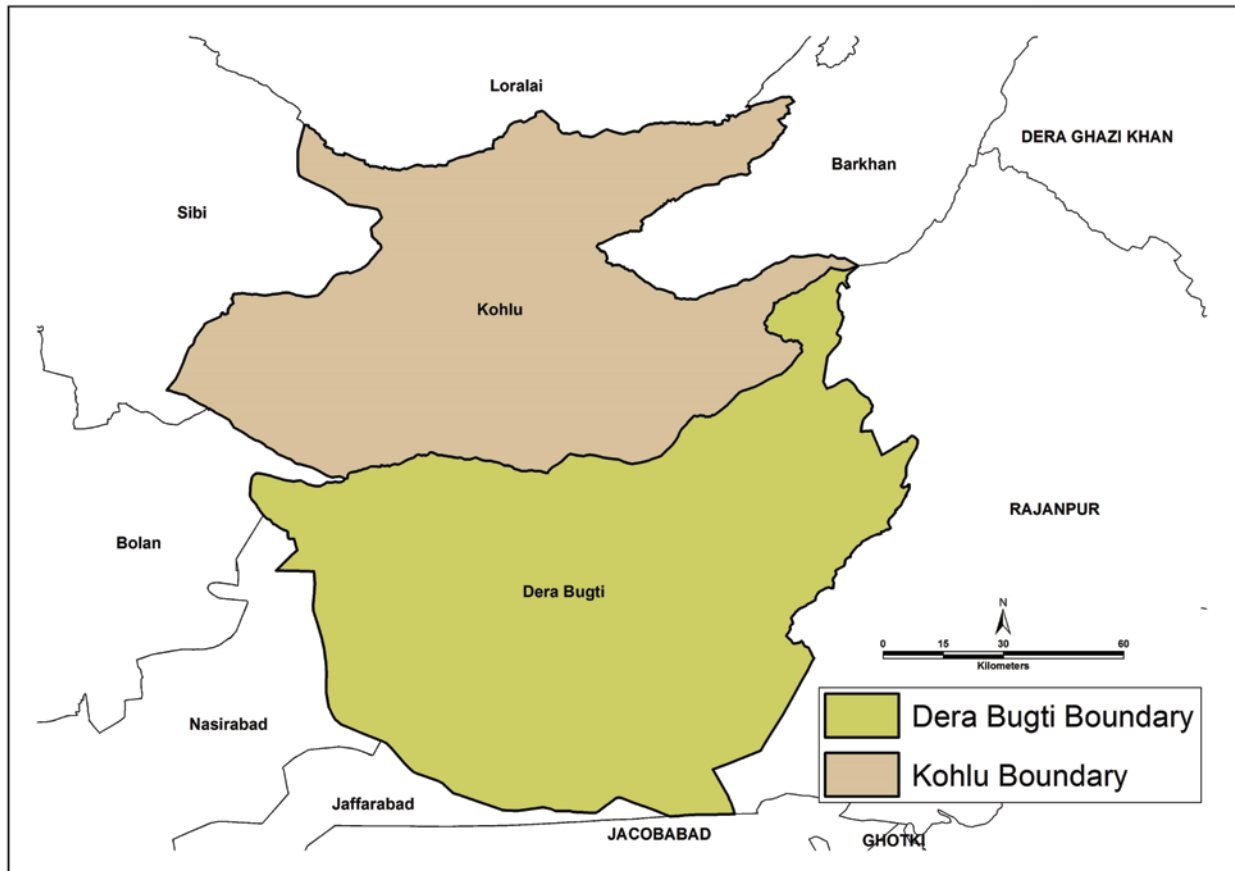 Loralai
DERA GHAZI KHAN
Barkhan
Sibi
Kohlu
RAJANPUR
Bolan
Dera Bugti
N
0 15 30 60
Kilometers
Nasirabad
Dera Bugti Boundary
Kohlu Boundary
Jaffarabad
JACOBABAD
GHOTKI